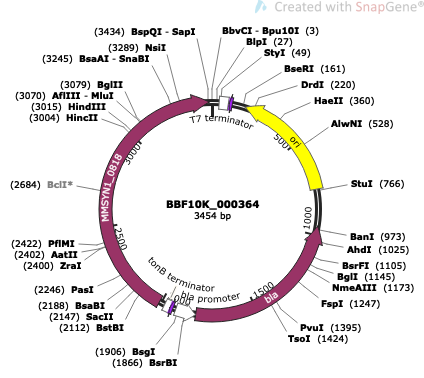 Created with SnapGene®
(3434) BspQI - SapI
(3289) NsiI
(3245) BsaAI - SnaBI
(3079) BglII
(3070) AflIII - MluI
(3015) HindIII
(3004) HincII
(2684) BclI*
(2422) PflMI
(2402) AatII
(2400) ZraI
(2246) PasI
(2188) BsaBI
(2147) SacII
(2112) BstBI
(1906) BsgI
(1866) BsrBI
BbvCI - Bpu10I (3)
BlpI (27)
StyI (49)
BseRI (161)
DrdI (220)
HaeII (360)
AlwNI (528)
StuI (766)
BanI (973)
AhdI (1025)
BsrFI (1105)
BglI (1145)
NmeAIII (1173)
FspI (1247)
PvuI (1395)
TsoI (1424)
T7 terminator
ori
500
1000
1500
bla
bla promoter
tonB terminator
2500
MMSYN1_0818
3000
BBF10K_000364
3454 bp